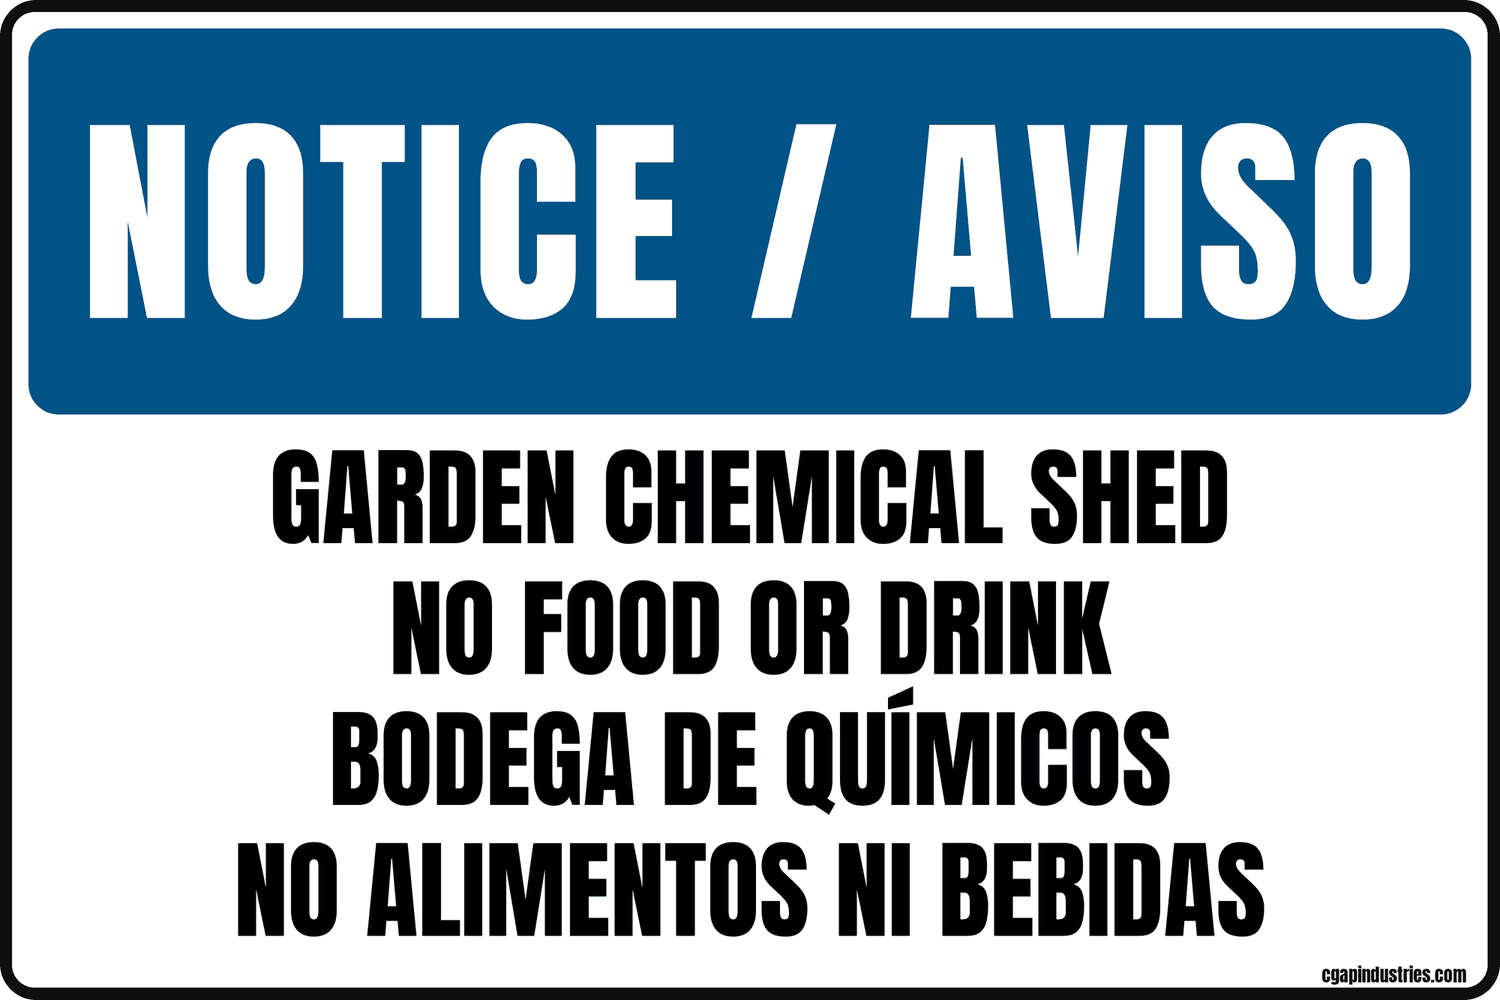 NOTICE / AVISO
GARDEN CHEMICAL SHED
NO FOOD OR DRINK
BODEGA DE QUÍMICOS
NO ALIMENTOS NI BEBIDAS
cgapindustries.com